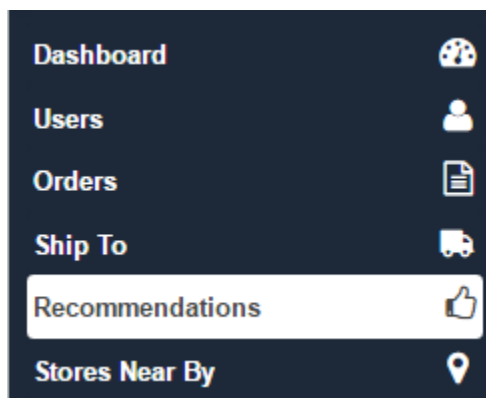 Dashboard
Users
Orders
Ship To
Recommendations
Stores Near By